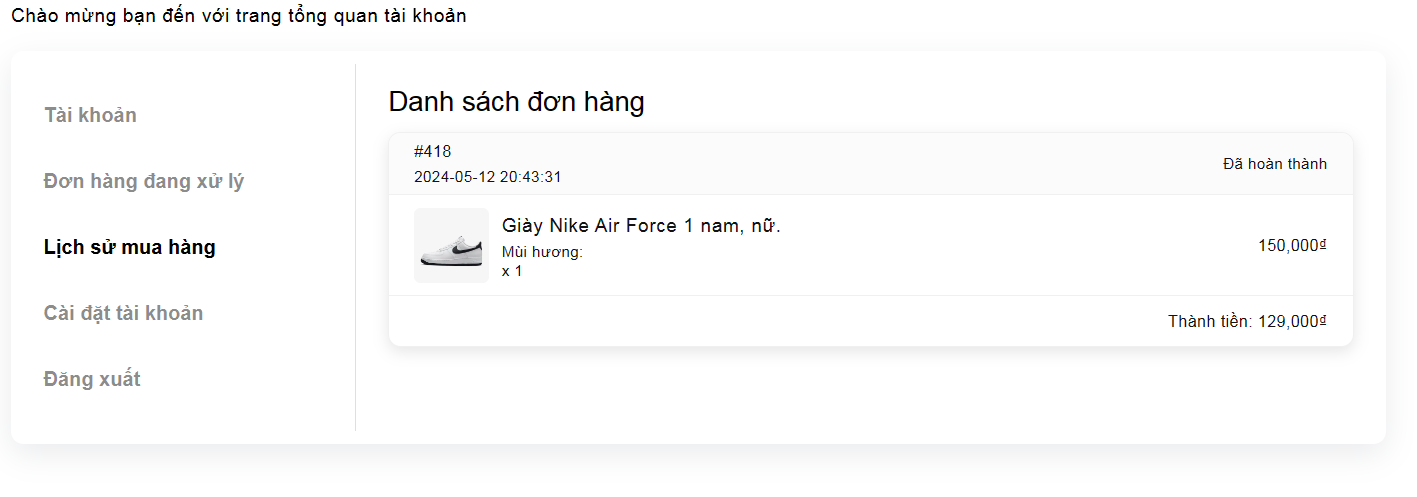 Chào mừng bạn đến với trang tổng quan tài khoản
Tài khoản
Đơn hàng đang xử lý
Lịch sử mua hàng
Cài đặt tài khoản
Đăng xuất
Danh sách đơn hàng
#418
2024-05-12 20:43:31
Đã hoàn thành
Giày Nike Air Force 1 nam, nữ.
Mùi hương:
x 1
150,000₫
Thành tiền: 129,000₫